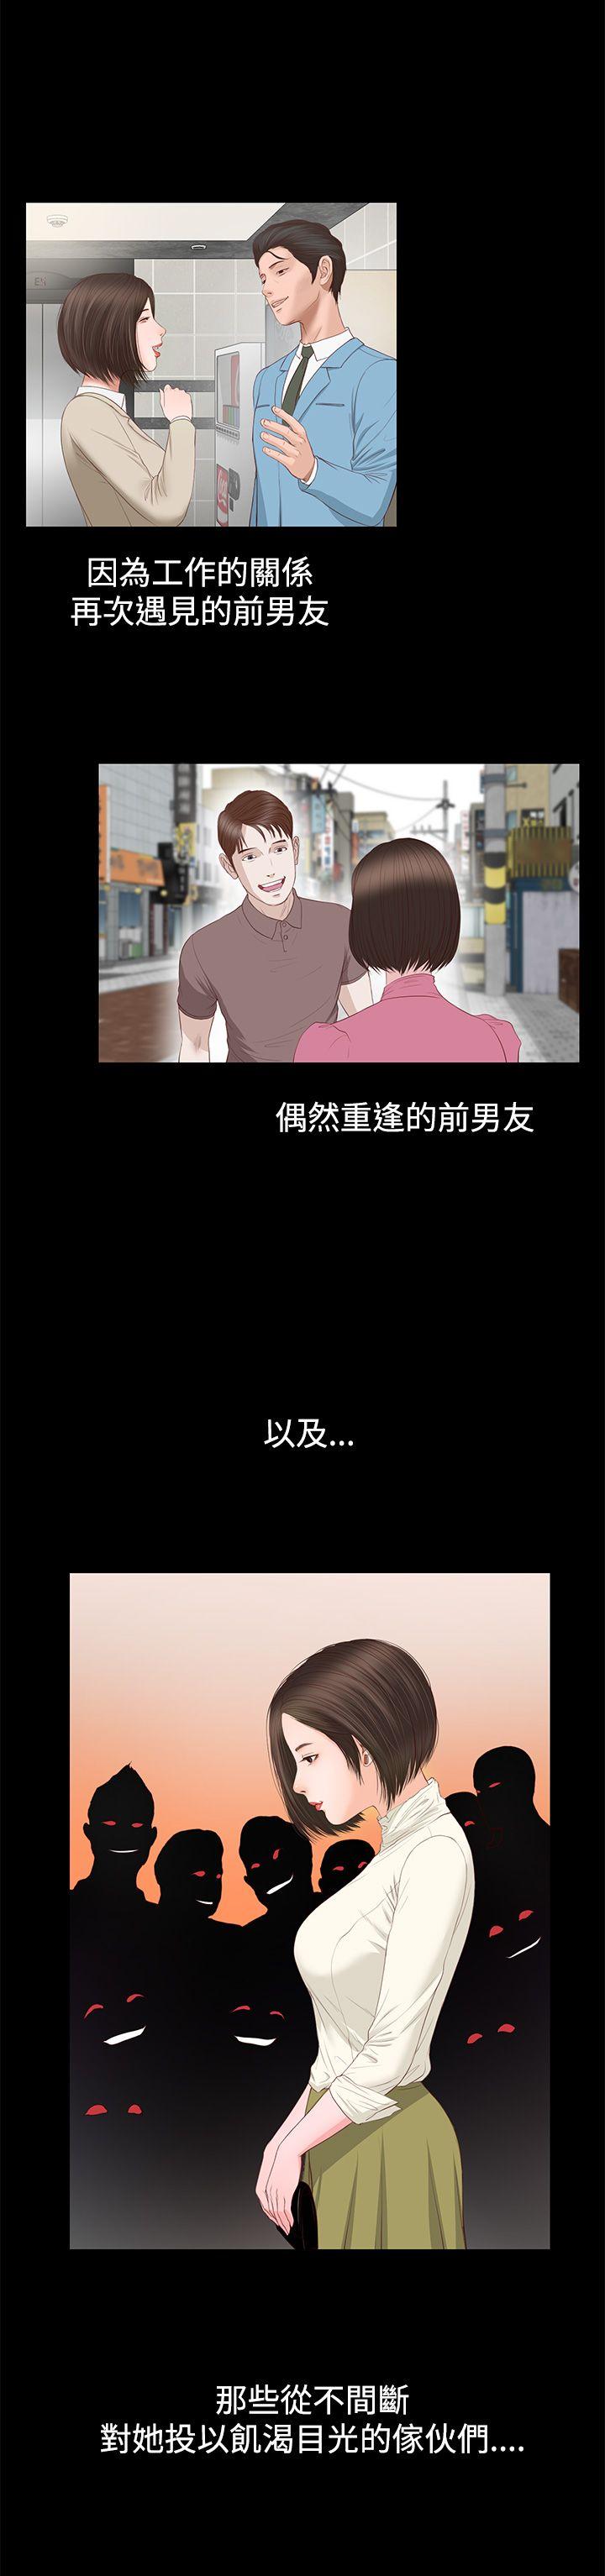 因為工作的關係
再次遇見的前男友
偶然重逢的前男友
以及...
那些從不間斷
對她投以飢渴目光的傢伙們....